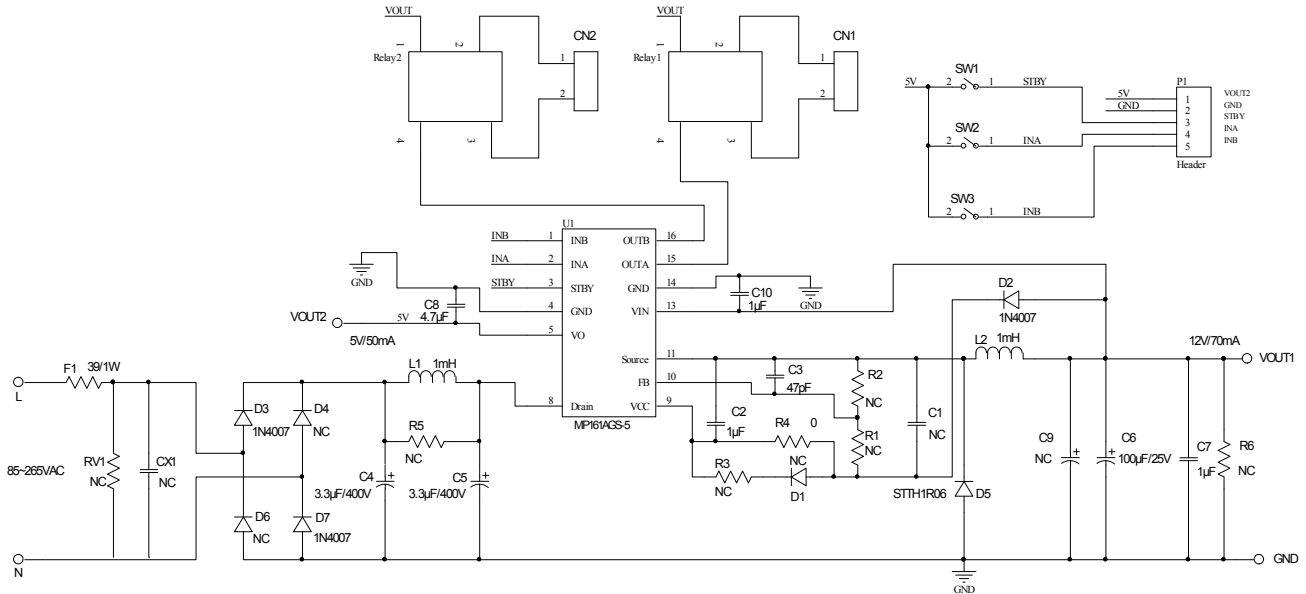 VOUT
VOUT
1
2
CN2
1
2
CN1
Relay2
1
Relay1
1
2
2
4
3
4
3
5V
2
SW1
1
STBY
2
SW2
1
INA
2
SW3
1
INB
P1
5V
1
VOUT2
GND
2
GND
3
STBY
4
INA
5
INB
Header
U1
INB
1
INB
OUTB
16
INA
2
INA
OUTA
15
STBY
3
STBY
GND
14
4
GND
VIN
13
5
VO
Source
11
FB
10
8
Drain
VCC
9
MP161AGS-5
GND
C8
4.7µF
VOUT2
5V
5V/50mA
C10
1µF
GND
D2
1N4007
L2
1mH
12V/70mA
VOUT1
F1
39/1W
L
L1
1mH
D3
1N4007
D4
NC
R5
NC
RV1
NC
CX1
NC
85~265VAC
C4
3.3µF/400V
C5
3.3µF/400V
D6
NC
D7
1N4007
N
C3
47pF
R2
NC
C2
1µF
R4
0
NC
R1
NC
C1
NC
R3
NC
D1
STTH1R06
D5
C9
NC
C6
100µF/25V
C7
1µF
R6
NC
GND
GND